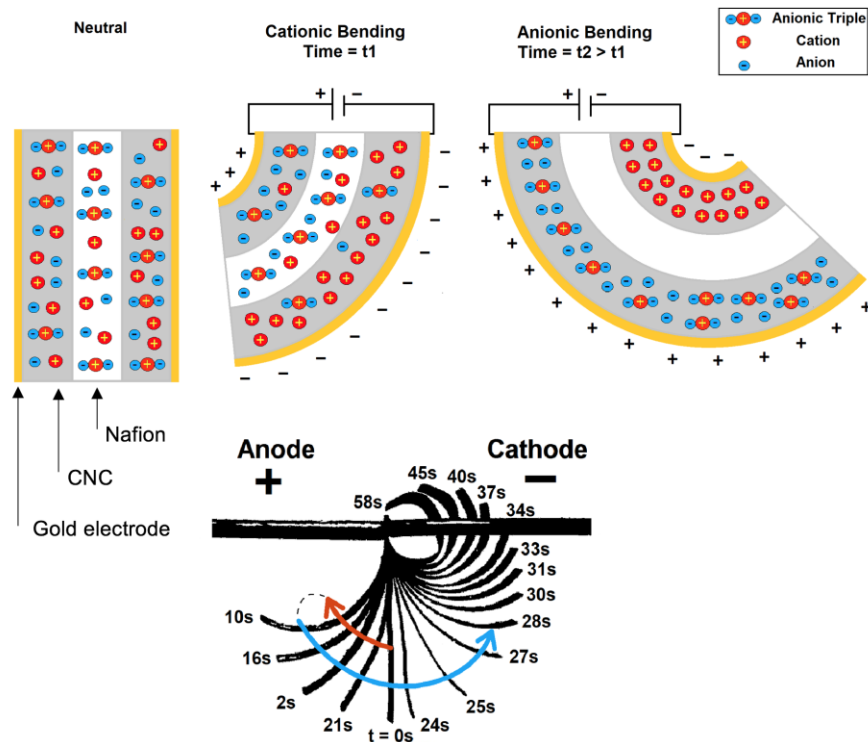 Neutral
Cationic Bending
Time = t1
Anionic Bending
Time = t2 > t1
Anionic Triple
Cation
Anion
Nafion
CNC
Gold electrode
Anode
+
Cathode
−
58s
45s
40s
37s
34s
33s
31s
30s
28s
27s
25s
24s
t = 0s
21s
2s
16s
10s